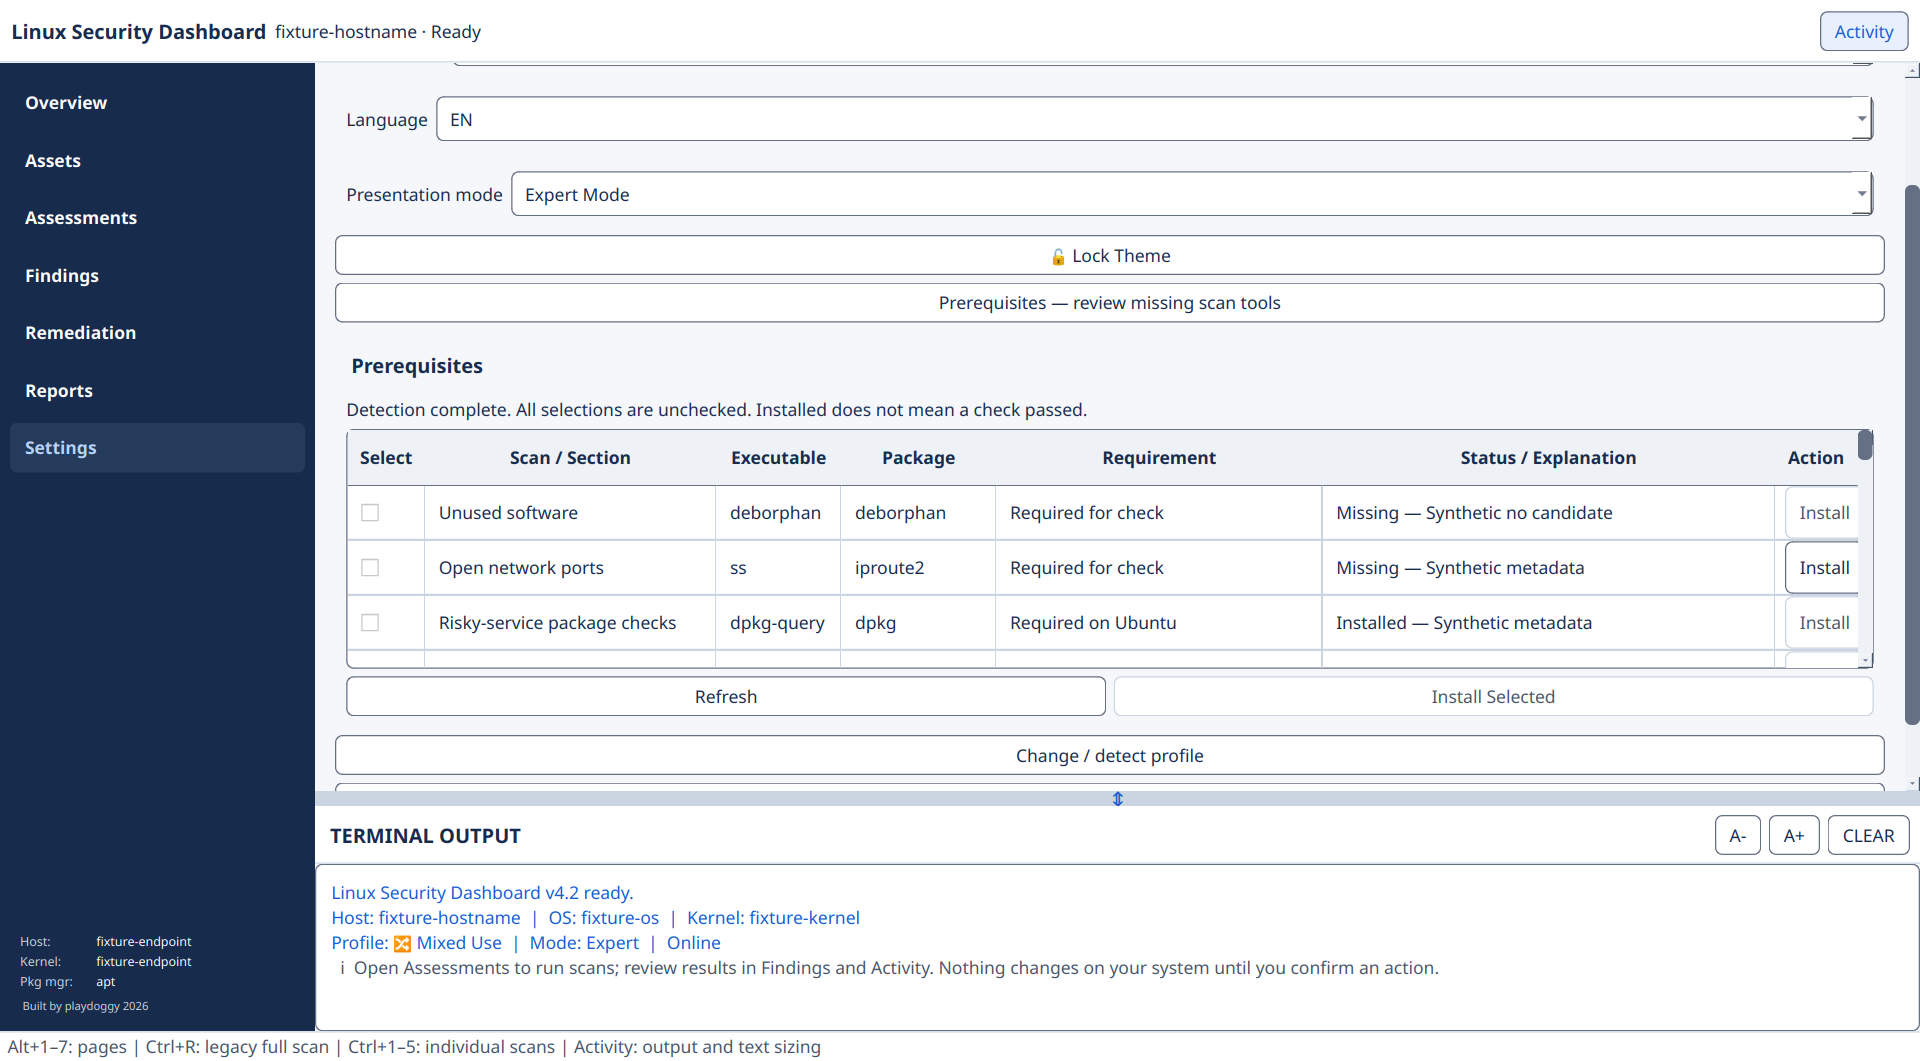 Linux Security Dashboard fixture-hostname · Ready
Activity
Overview
Assets
Assessments
Findings
Remediation
Reports
Settings
Host: fixture-endpoint
Kernel: fixture-endpoint
Pkg mgr: apt
Built by playdoggy 2026
Language EN
Presentation mode Expert Mode
🔓 Lock Theme
Prerequisites — review missing scan tools
Prerequisites
Detection complete. All selections are unchecked. Installed does not mean a check passed.
Select Scan / Section Executable Package Requirement Status / Explanation Action
Unused software deborphan deborphan Required for check Missing — Synthetic no candidate Install
Open network ports ss iproute2 Required for check Missing — Synthetic metadata Install
Risky-service package checks dpkg-query dpkg Required on Ubuntu Installed — Synthetic metadata Install
Refresh Install Selected
Change / detect profile
TERMINAL OUTPUT
A- A+ CLEAR
Linux Security Dashboard v4.2 ready.
Host: fixture-hostname | OS: fixture-os | Kernel: fixture-kernel
Profile: 🔀 Mixed Use | Mode: Expert | Online
i Open Assessments to run scans; review results in Findings and Activity. Nothing changes on your system until you confirm an action.
Alt+1–7: pages | Ctrl+R: legacy full scan | Ctrl+1–5: individual scans | Activity: output and text sizing